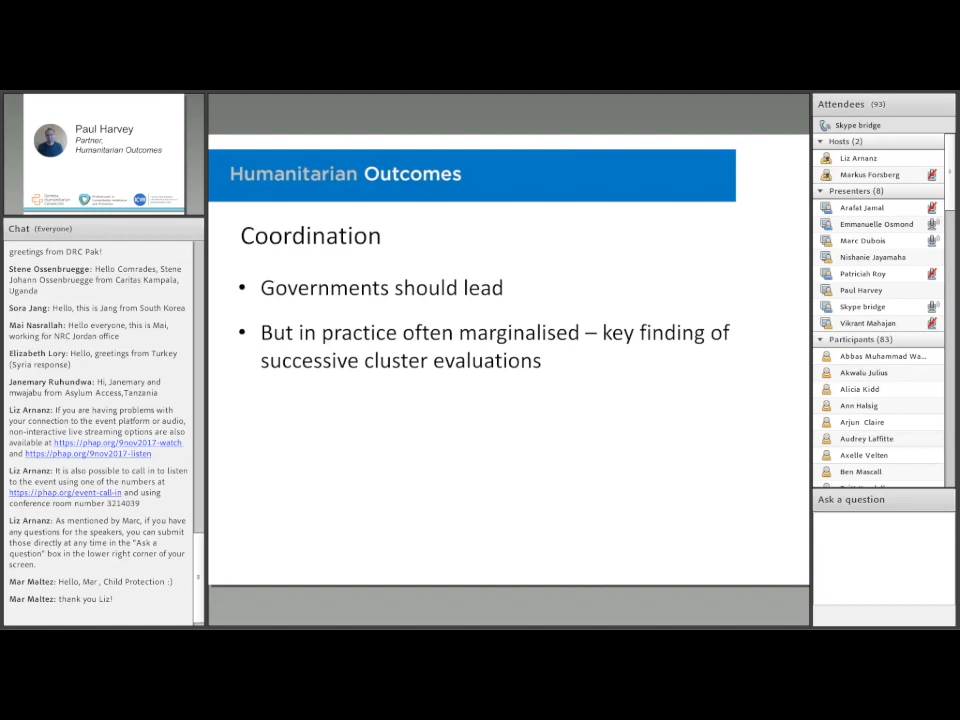 Paul Harvey
Partner,
Humanitarian Outcomes
Chat (Everyone)
greetings from DRC Pak!
Stene Ossenbruegge: Hello Comrades, Stene
Johann Ossenbruegge from Caritas Kampala,
Uganda
Sora Jang: Hello, this is Jang from South Korea
Mai Nasrallah: Hello everyone, this is Mai,
working for NRC Jordan office
Elizabeth Lory: Hello, greetings from Turkey
(Syria response)
Janemary Ruhundwa: Hi, Janemary and
mwajabu from Asylum Access,Tanzania
Liz Arnanz: If you are having problems with
your connection to the event platform or audio,
non-interactive live streaming options are also
available at https://phap.org/9nov2017-watch
and https://phap.org/9nov2017-listen
Liz Arnanz: It is also possible to call in to listen
to the event using one of the numbers at
https://phap.org/event-call-in and using
conference room number 3214039
Liz Arnanz: As mentioned by Marc, if you have
any questions for the speakers, you can submit
those directly at any time in the "Ask a
question" box in the lower right corner of your
screen.
Mar Maltez: Hello, Mar , Child Protection :)
Mar Maltez: thank you Liz!
Humanitarian Outcomes
Coordination
• Governments should lead
• But in practice often marginalised – key finding of
successive cluster evaluations
Attendees (93)
Skype bridge
Hosts (2)
Liz Arnanz
Markus Forsberg
Presenters (8)
Arafat Jamal
Emmanuelle Osmond
Marc Dubois
Nishanie Jayamaha
Patriciah Roy
Paul Harvey
Skype bridge
Vikrant Mahajan
Participants (83)
Abbas Muhammad Wa...
Akwalu Julius
Alicia Kidd
Ann Halsig
Arjun Claire
Audrey Laffitte
Axelle Velten
Ben Mascall
Ask a question